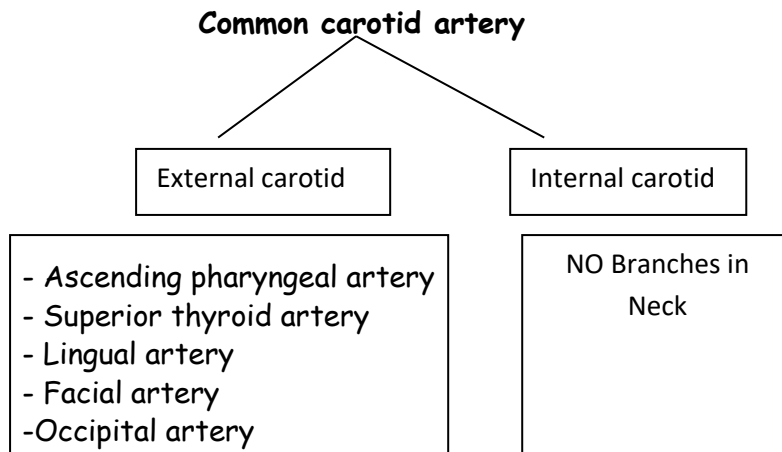 Common carotid artery
External carotid
Internal carotid
- Ascending pharyngeal artery
- Superior thyroid artery
- Lingual artery
- Facial artery
-Occipital artery
NO Branches in
Neck